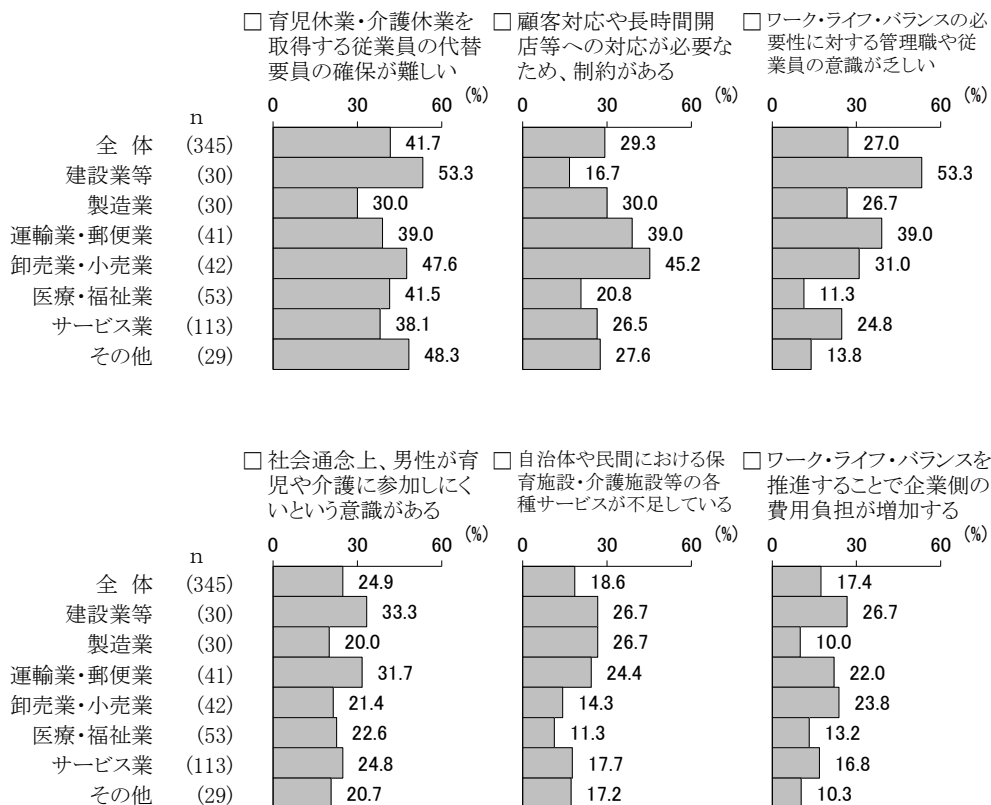 □ 育児休業・介護休業を
取得する従業員の代替
要員の確保が難しい
□ 顧客対応や長時間開
店等への対応が必要な
ため、制約がある
□ ワーク・ライフ・バランスの必
要性に対する管理職や従
業員の意識が乏しい
0 30 60 (%)
0 30 60 (%)
0 30 60 (%)
n
全 体 (345) 41.7 29.3 27.0
建設業等 (30) 53.3 16.7 53.3
製造業 (30) 30.0 30.0 26.7
運輸業・郵便業 (41) 39.0 39.0 39.0
卸売業・小売業 (42) 47.6 45.2 31.0
医療・福祉業 (53) 41.5 20.8 11.3
サービス業 (113) 38.1 26.5 24.8
その他 (29) 48.3 27.6 13.8
□ 社会通念上、男性が育
児や介護に参加しにく
いという意識がある
□ 自治体や民間における保
育施設・介護施設等の各
種サービスが不足している
□ ワーク・ライフ・バランスを
推進することで企業側の
費用負担が増加する
0 30 60 (%)
0 30 60 (%)
0 30 60 (%)
n
全 体 (345) 24.9 18.6 17.4
建設業等 (30) 33.3 26.7 26.7
製造業 (30) 20.0 26.7 10.0
運輸業・郵便業 (41) 31.7 24.4 22.0
卸売業・小売業 (42) 21.4 14.3 23.8
医療・福祉業 (53) 22.6 11.3 13.2
サービス業 (113) 24.8 17.7 16.8
その他 (29) 20.7 17.2 10.3